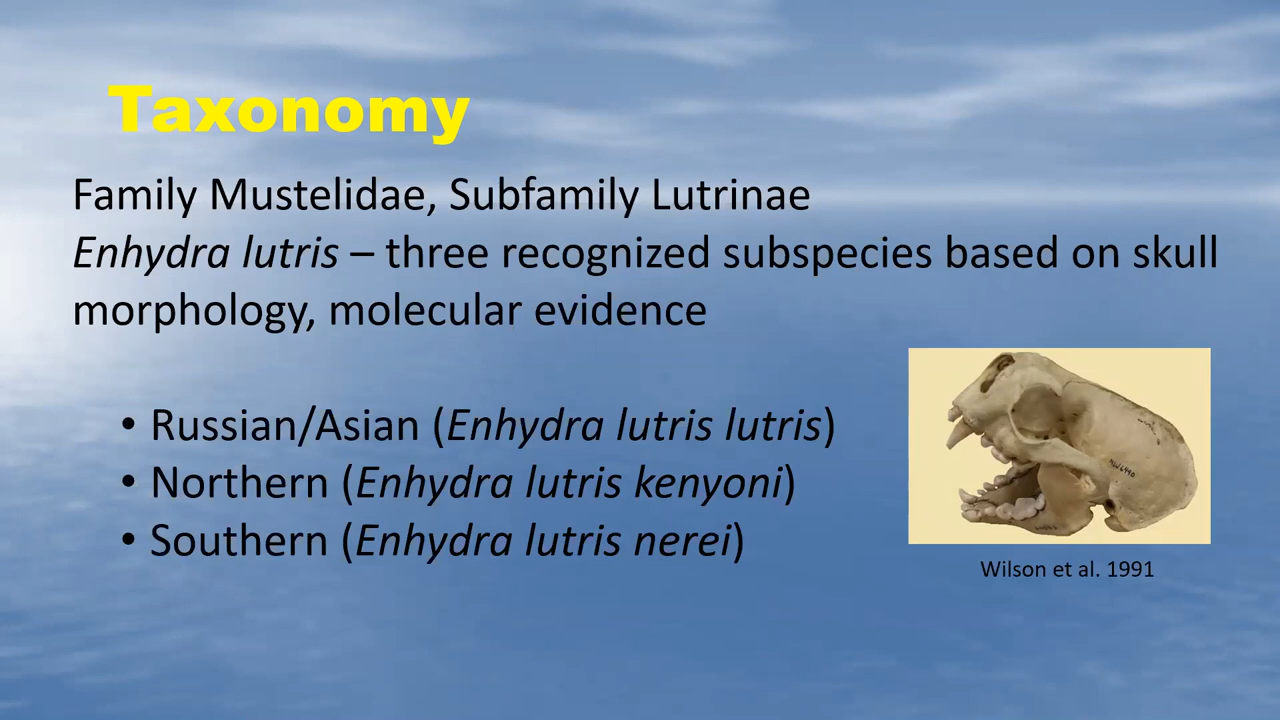 Taxonomy
Family Mustelidae, Subfamily Lutrinae
Enhydra lutris – three recognized subspecies based on skull
morphology, molecular evidence
• Russian/Asian (Enhydra lutris lutris)
• Northern (Enhydra lutris kenyoni)
• Southern (Enhydra lutris nerei)
Wilson et al. 1991